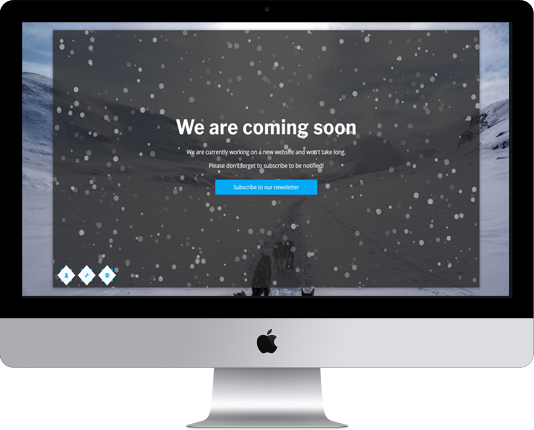 We are coming soon
We are currently working on a new website and won't take long.
Please don't forget to subscribe to be notified!
Subscribe to our newsletter